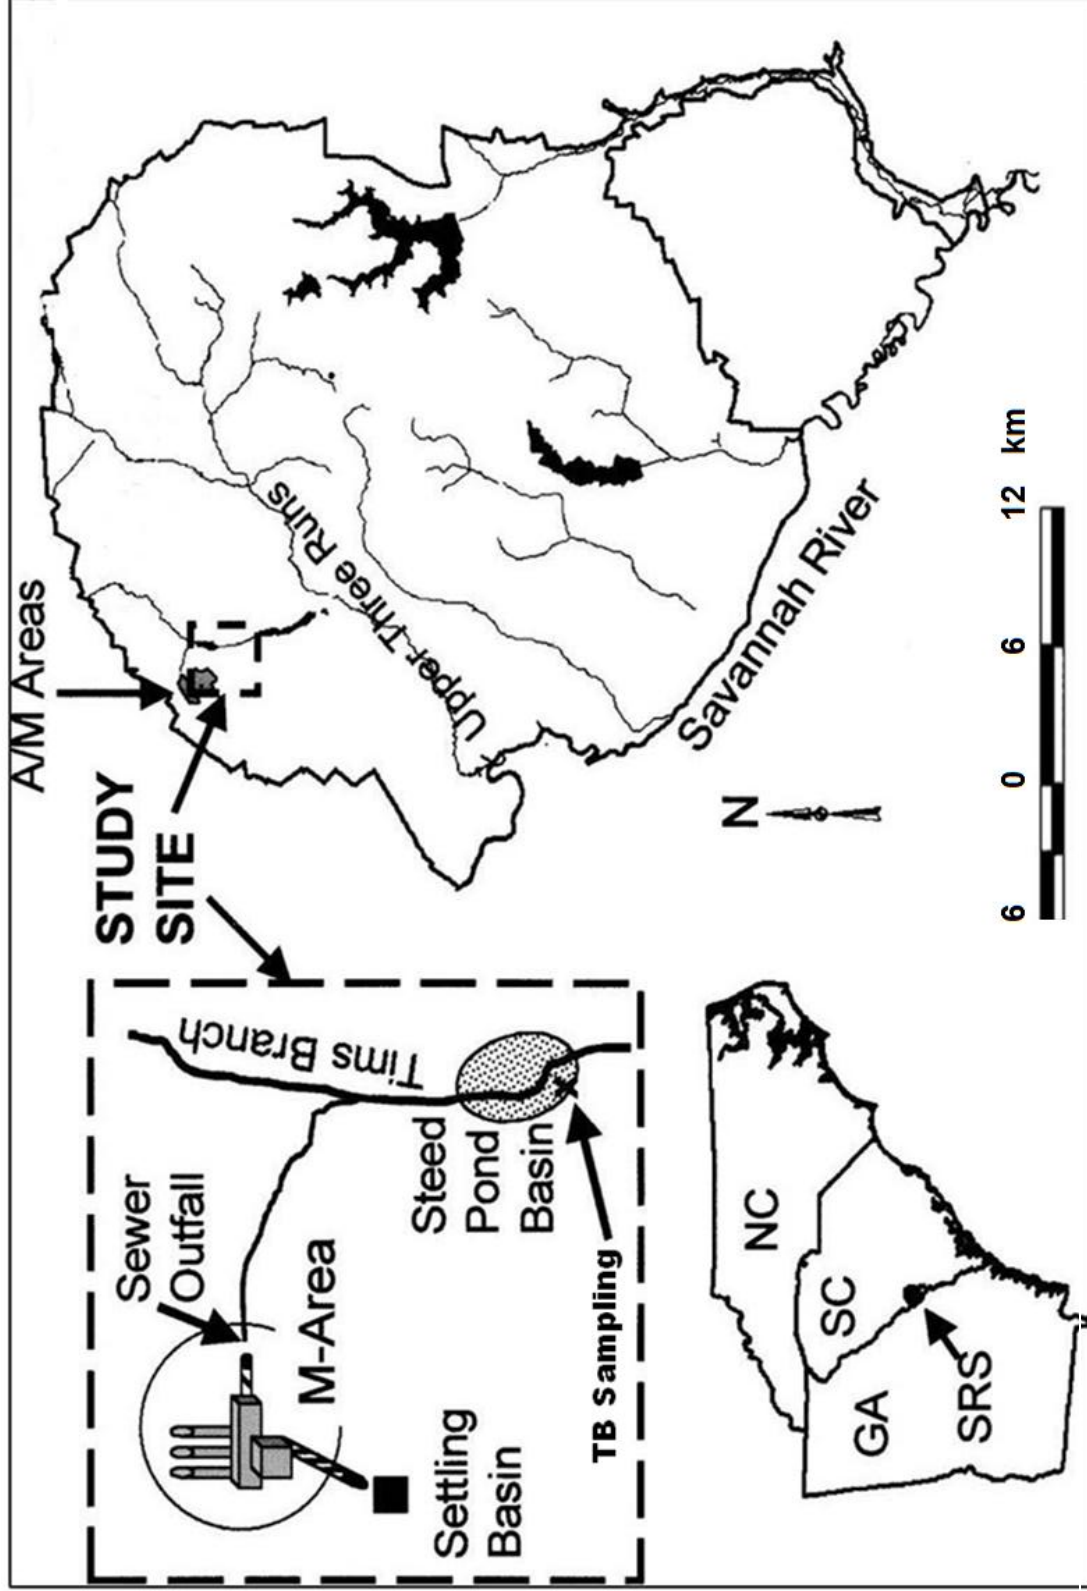 A/M Areas
STUDY
SITE
Upper Three Runs
Savannah River
N
6 0 6 12 km
Sewer
Outfall
Tims Branch
M-Area
Steed
Pond
Basin
Settling
Basin
TB Sampling
NC
SC
GA
SRS